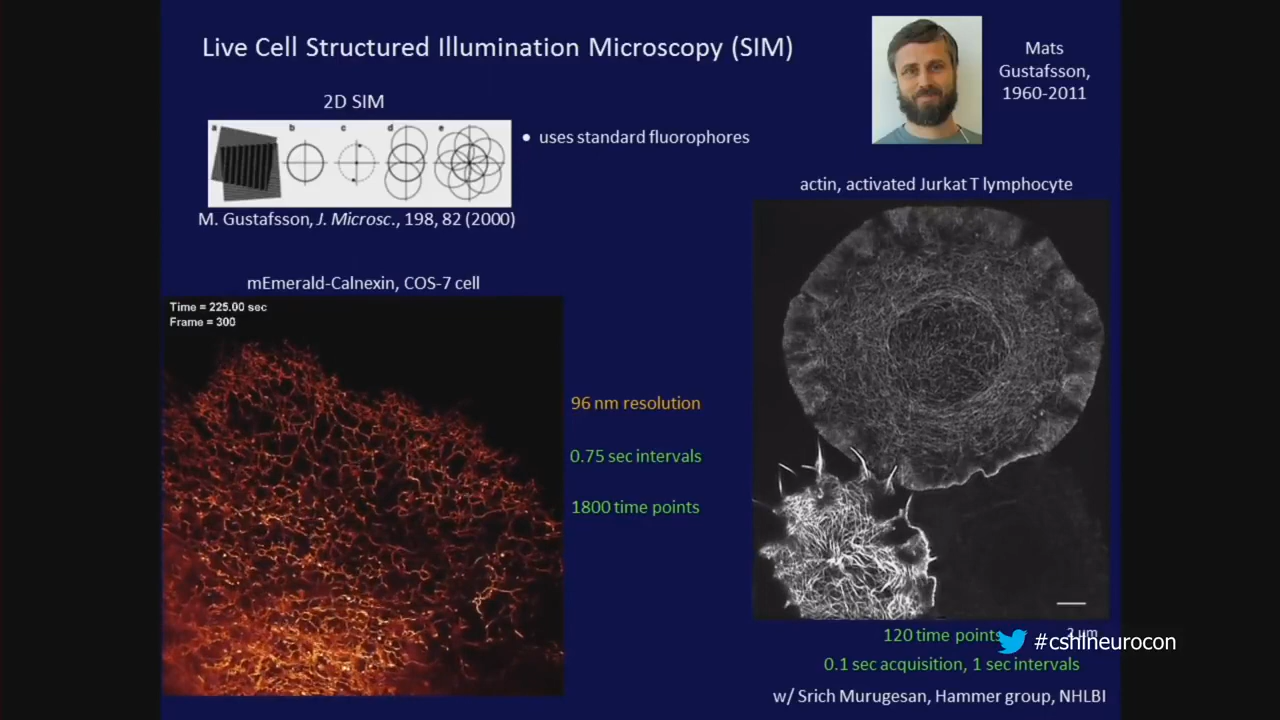 Live Cell Structured Illumination Microscopy (SIM)
Mats
Gustafsson,
1960-2011
2D SIM
a b c d e
● uses standard fluorophores
M. Gustafsson, J. Microsc., 198, 82 (2000)
actin, activated Jurkat T lymphocyte
mEmerald-Calnexin, COS-7 cell
Time = 225.00 sec
Frame = 300
96 nm resolution
0.75 sec intervals
1800 time points
2 µm
120 time points
#cshlneurocon
0.1 sec acquisition, 1 sec intervals
w/ Srich Murugesan, Hammer group, NHLBI